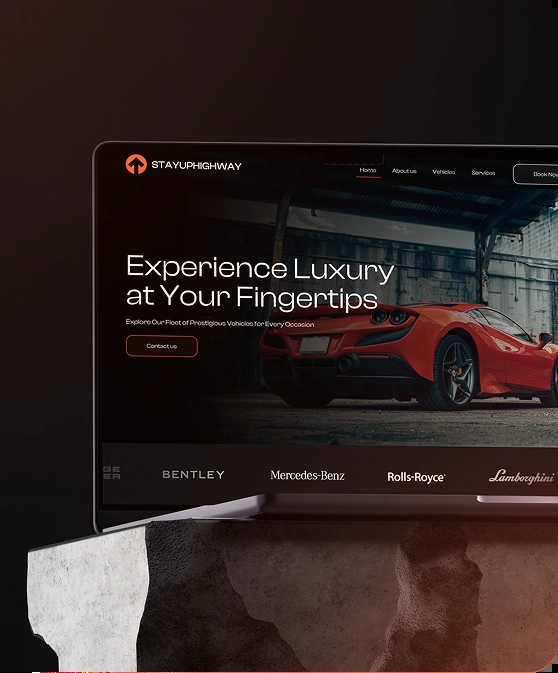 STAYUPHIGHWAY
Home About us Vehicles Services Book Now
Experience Luxury
at Your Fingertips
Explore Our Fleet of Prestigious Vehicles for Every Occasion
Contact us
GE
ER
BENTLEY Mercedes-Benz Rolls-Royce Lamborghini